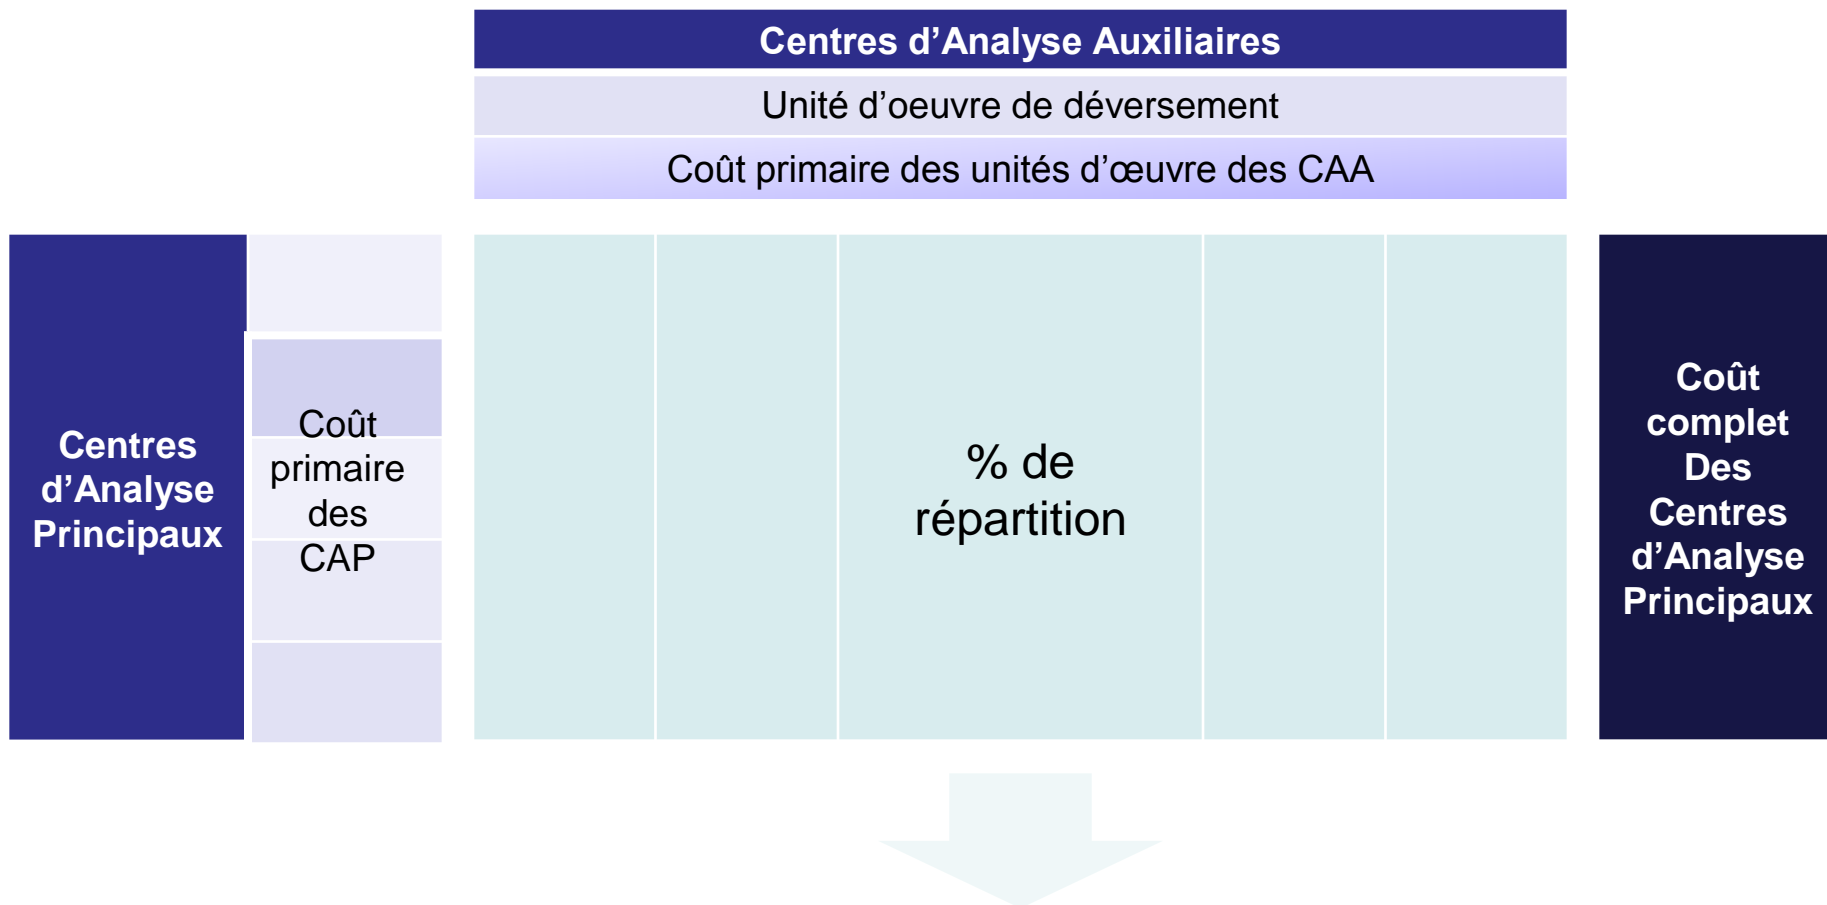 Centres d’Analyse Auxiliaires
Unité d’oeuvre de déversement
Coût primaire des unités d’œuvre des CAA
Centres
d’Analyse
Principaux
Coût
primaire
des
CAP
% de
répartition
Coût
complet
Des
Centres
d’Analyse
Principaux